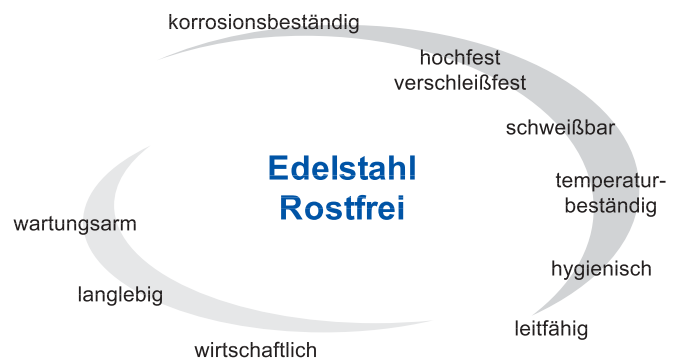 korrosionsbeständig
hochfest
verschleißfest
schweißbar
Edelstahl
Rostfrei
temperatur-
beständig
wartungsarm
hygienisch
langlebig
leitfähig
wirtschaftlich